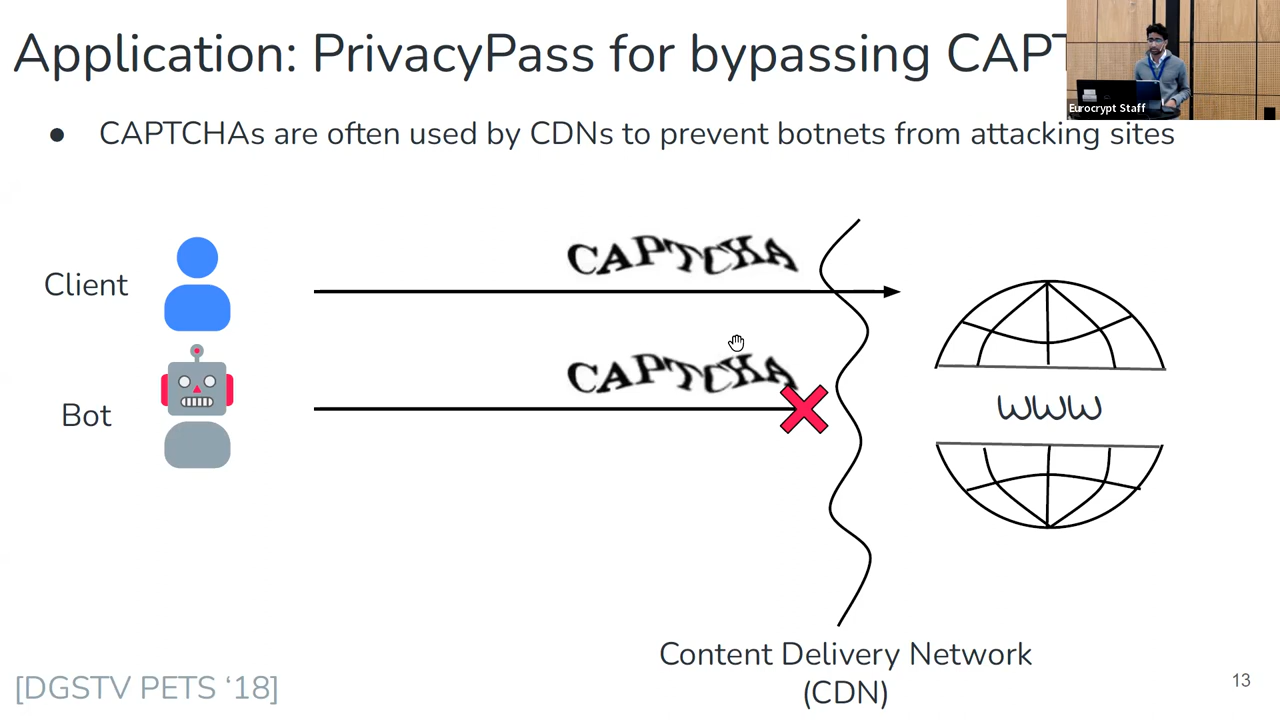 Application: PrivacyPass for bypassing
Eurocrypt Staff
● CAPTCHAs are often used by CDNs to prevent botnets from attacking sites
CAPTCHA
Client
CAPTCHA
WWW
Bot
Content Delivery Network
(CDN)
[DGSTV PETS ‘18]
13